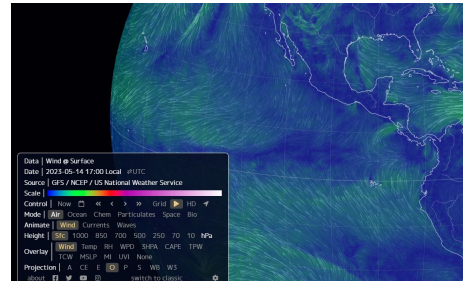 Data | Wind @ Surface
Date | 2023-05-14 17:00 Local ⇄UTC
Source | GFS / NCEP / US National Weather Service
Scale |
Control | Now « ‹ › » Grid ▶ HD
Mode | Air Ocean Chem Particulates Space Bio
Animate | Wind Currents Waves
Height | Sfc 1000 850 700 500 250 70 10 hPa
Overlay | Wind Temp RH WPD 3HPA CAPE TPW
TCW MSLP MI UVI None
Projection | A CE E O P S WB W3
about switch to classic